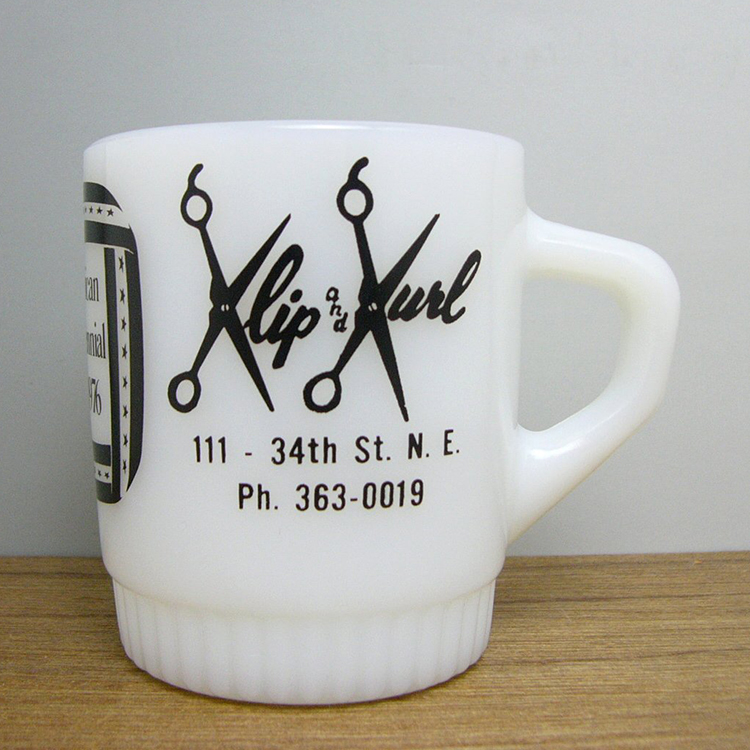 Klip and Kurl
111 - 34th St. N. E.
Ph. 363-0019